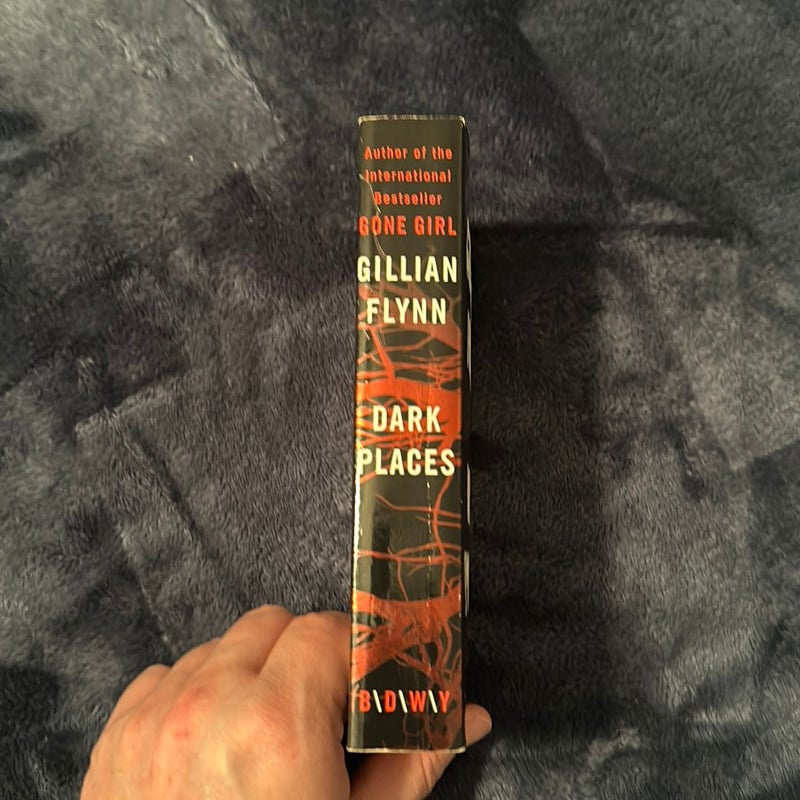 Author of the
International
Bestseller
GONE GIRL
GILLIAN
FLYNN
DARK
PLACES
B\D\W\Y